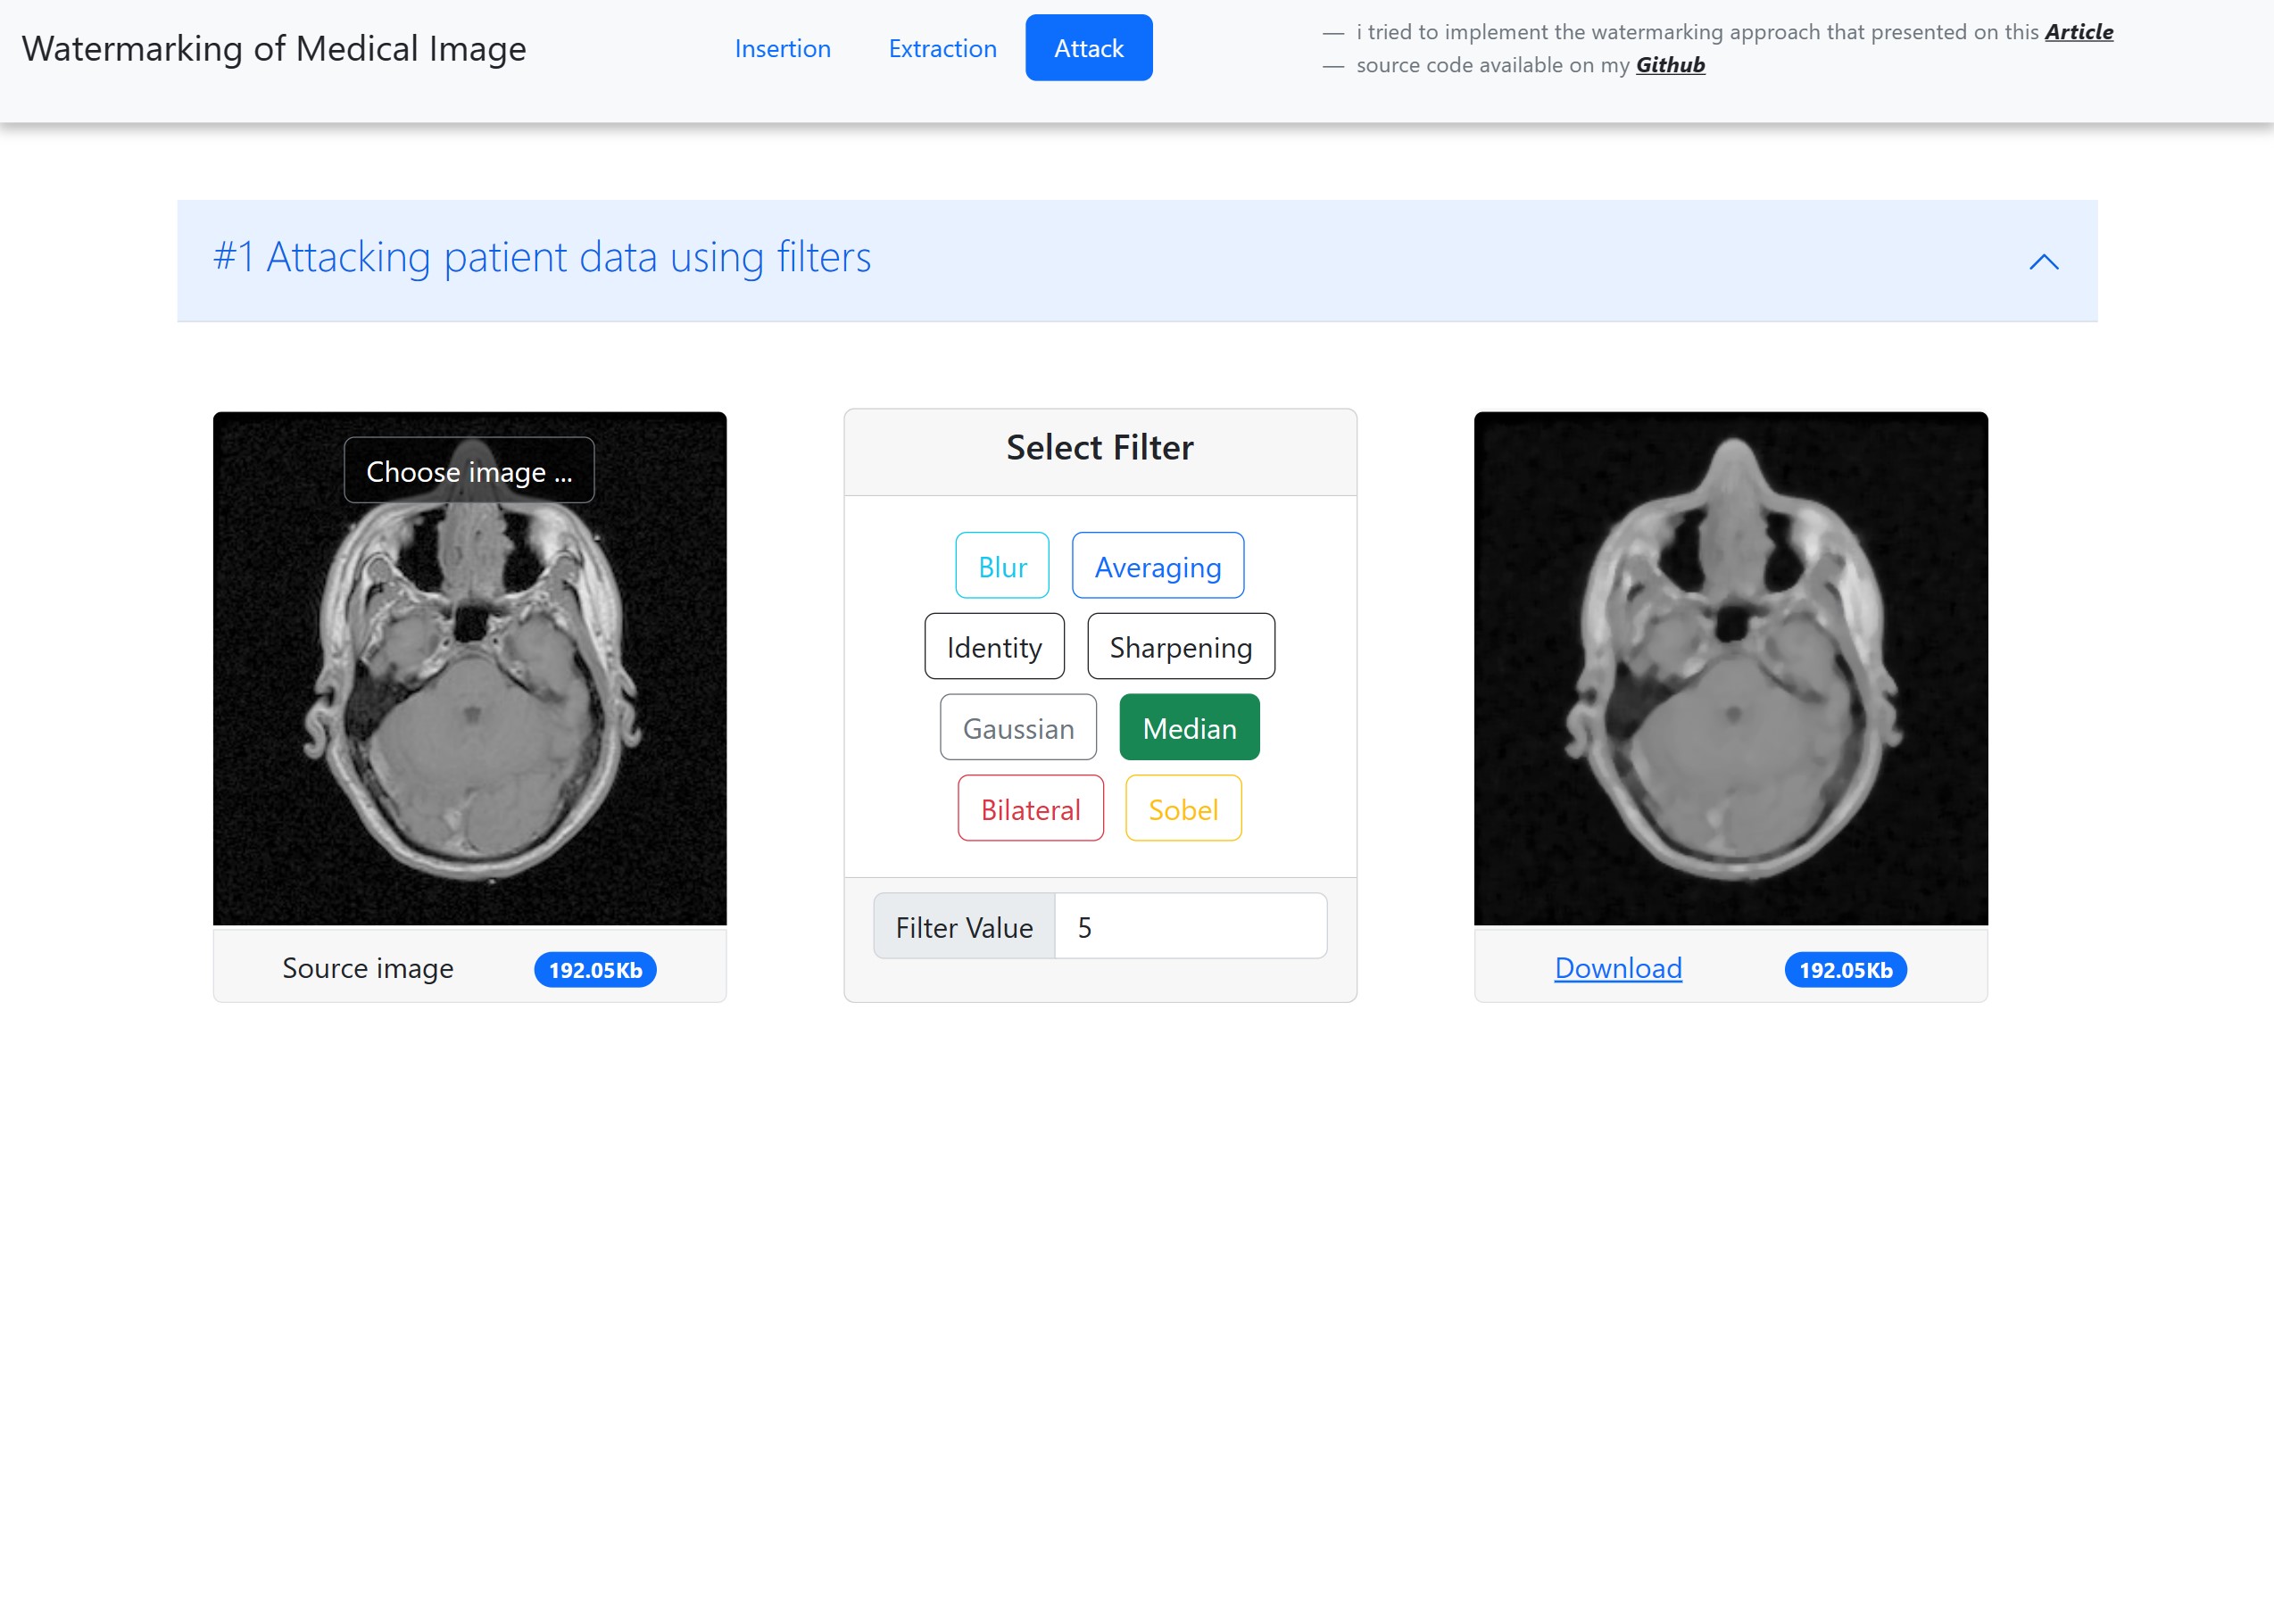 Watermarking of Medical Image
Insertion
Extraction
Attack
— i tried to implement the watermarking approach that presented on this Article
— source code available on my Github
#1 Attacking patient data using filters
Choose image ...
Source image
192.05Kb
Select Filter
Blur
Averaging
Identity
Sharpening
Gaussian
Median
Bilateral
Sobel
Filter Value
5
Download
192.05Kb